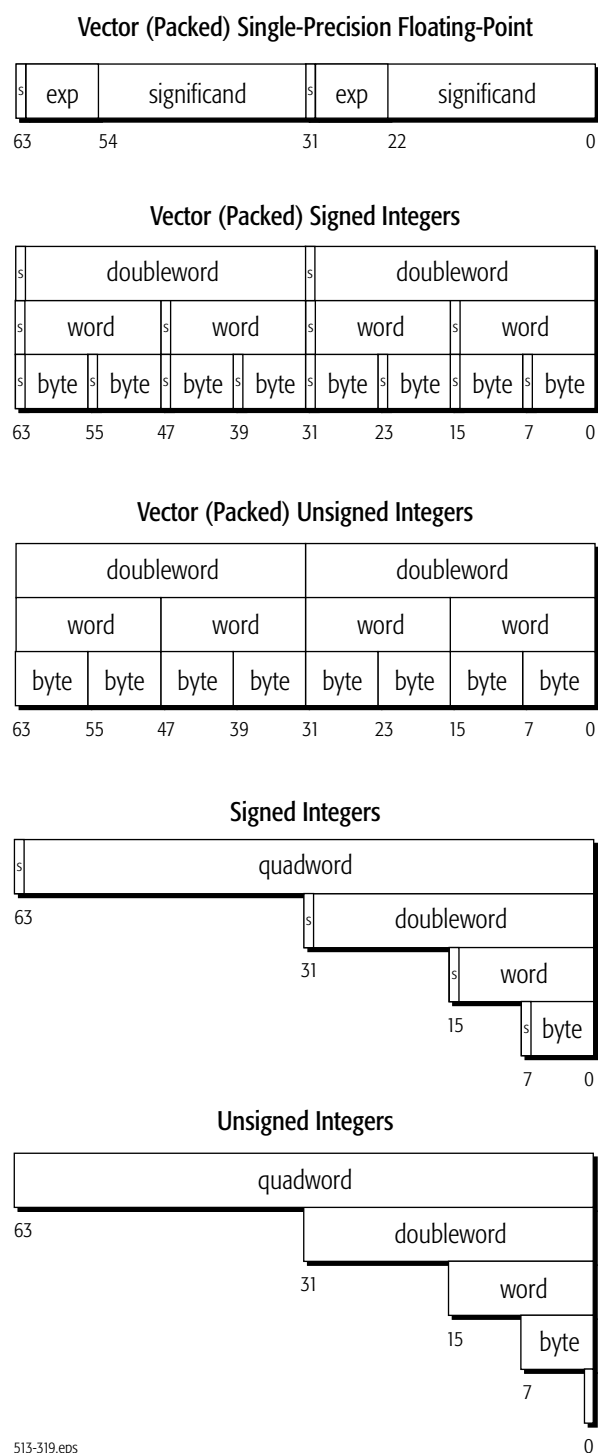 Vector (Packed) Single-Precision Floating-Point
s exp significand s exp significand
63 54 31 22 0
Vector (Packed) Signed Integers
s doubleword s doubleword
s word s word s word s word
s byte s byte s byte s byte s byte s byte s byte s byte
63 55 47 39 31 23 15 7 0
Vector (Packed) Unsigned Integers
doubleword doubleword
word word word word
byte byte byte byte byte byte byte byte
63 55 47 39 31 23 15 7 0
Signed Integers
s quadword
63 s doubleword
31 s word
15 s byte
7 0
Unsigned Integers
quadword
63 doubleword
31 word
15 byte
7
513-319.eps 0